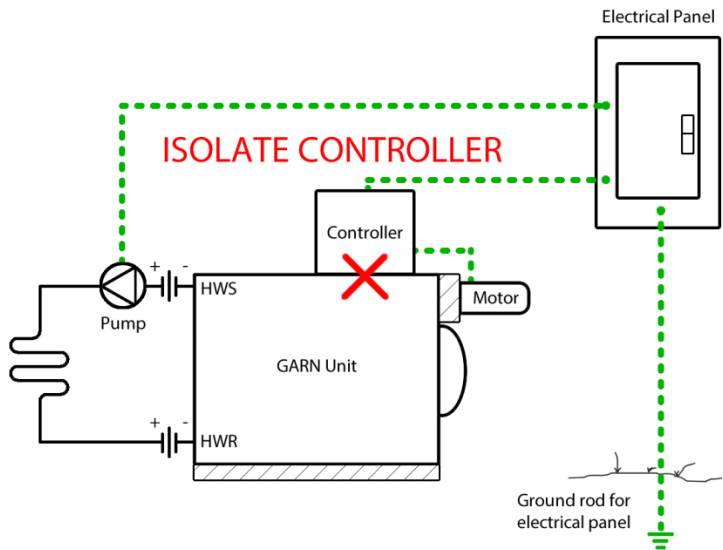 Electrical Panel
ISOLATE CONTROLLER
Controller
+ -
HWS
Motor
Pump
GARN Unit
+ -
HWR
Ground rod for
electrical panel